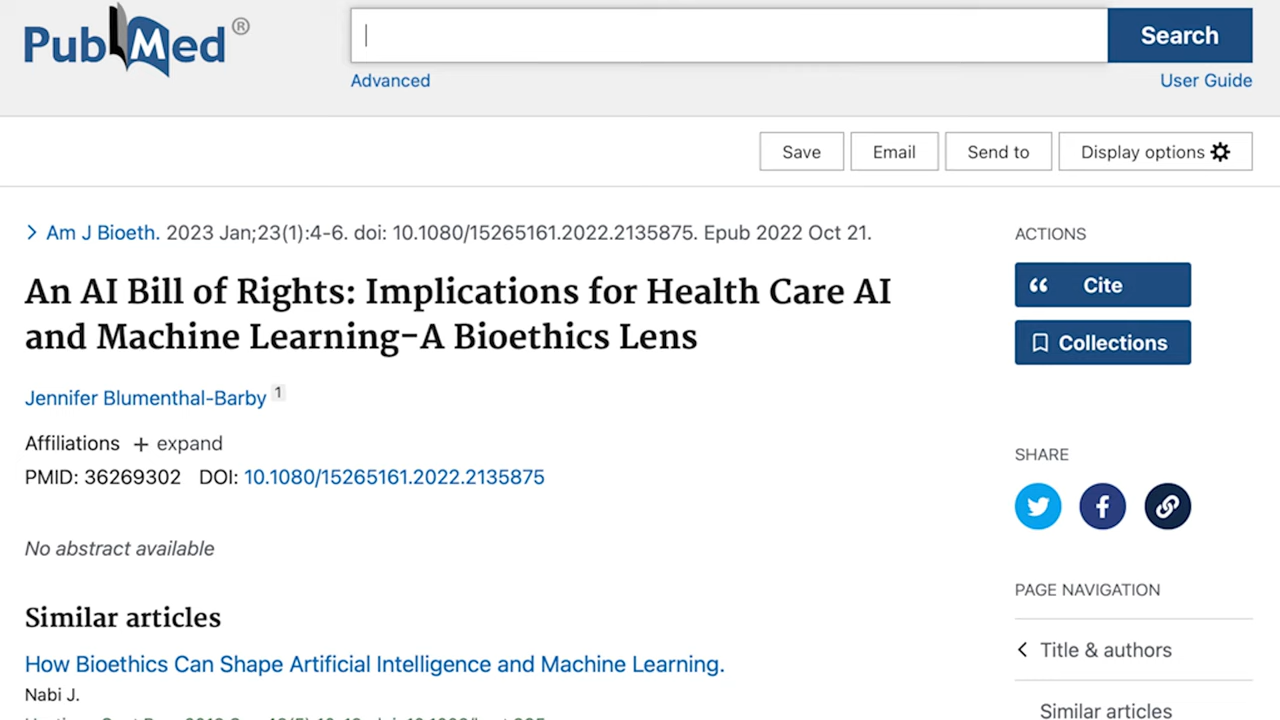 PubMed®
Search
Advanced
User Guide
Save
Email
Send to
Display options
Am J Bioeth. 2023 Jan;23(1):4-6. doi: 10.1080/15265161.2022.2135875. Epub 2022 Oct 21.
An AI Bill of Rights: Implications for Health Care AI
and Machine Learning-A Bioethics Lens
Jennifer Blumenthal-Barby 1
Affiliations + expand
PMID: 36269302 DOI: 10.1080/15265161.2022.2135875
No abstract available
Similar articles
How Bioethics Can Shape Artificial Intelligence and Machine Learning.
Nabi J.
ACTIONS
Cite
Collections
SHARE
PAGE NAVIGATION
Title & authors
Similar articles